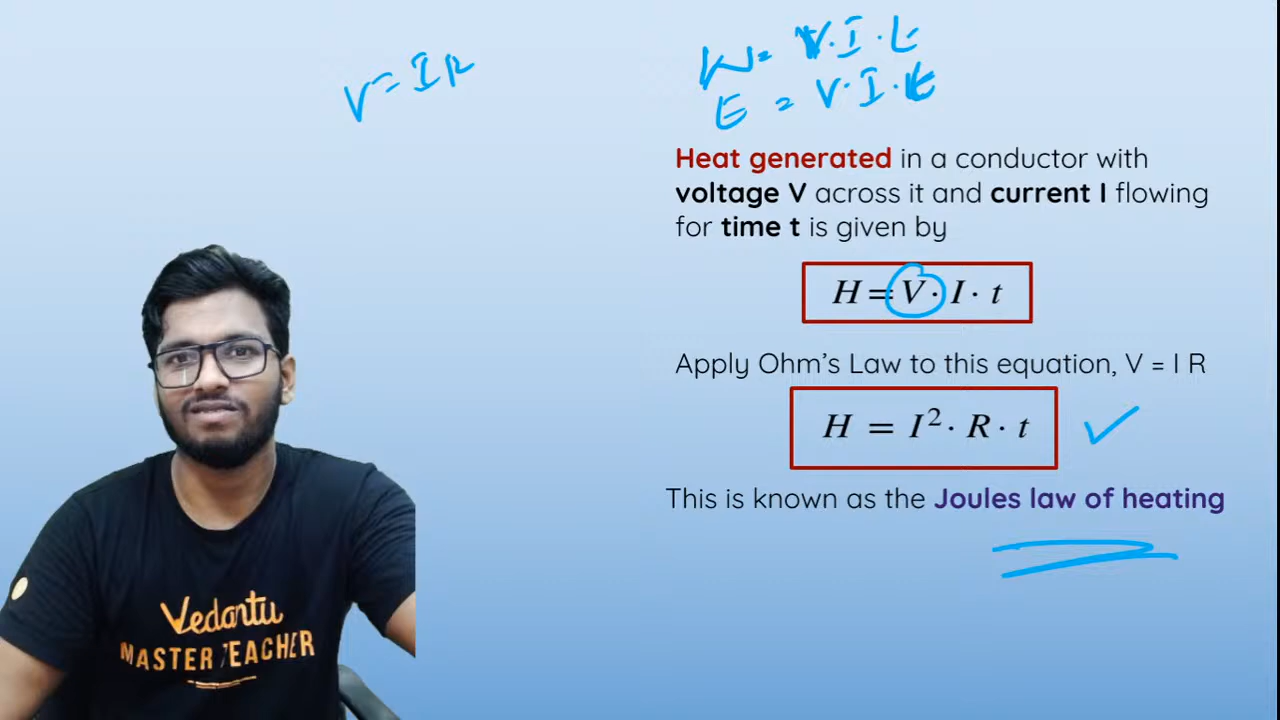 V = IR
W = V·I·t
E = V·I·t
Heat generated in a conductor with
voltage V across it and current I flowing
for time t is given by
H = V · I · t
Apply Ohm's Law to this equation, V = I R
H = I² · R · t
This is known as the Joules law of heating
Vedantu
MASTER TEACHER